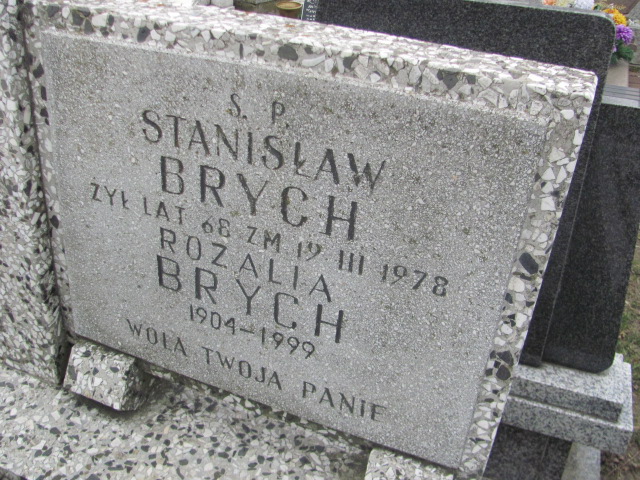 Ś. P.
STANISŁAW
BRYCH
ŻYŁ LAT 68 ZM 19 III 1978
ROZALIA
BRYCH
1904-1999
WOLA TWOJA PANIE